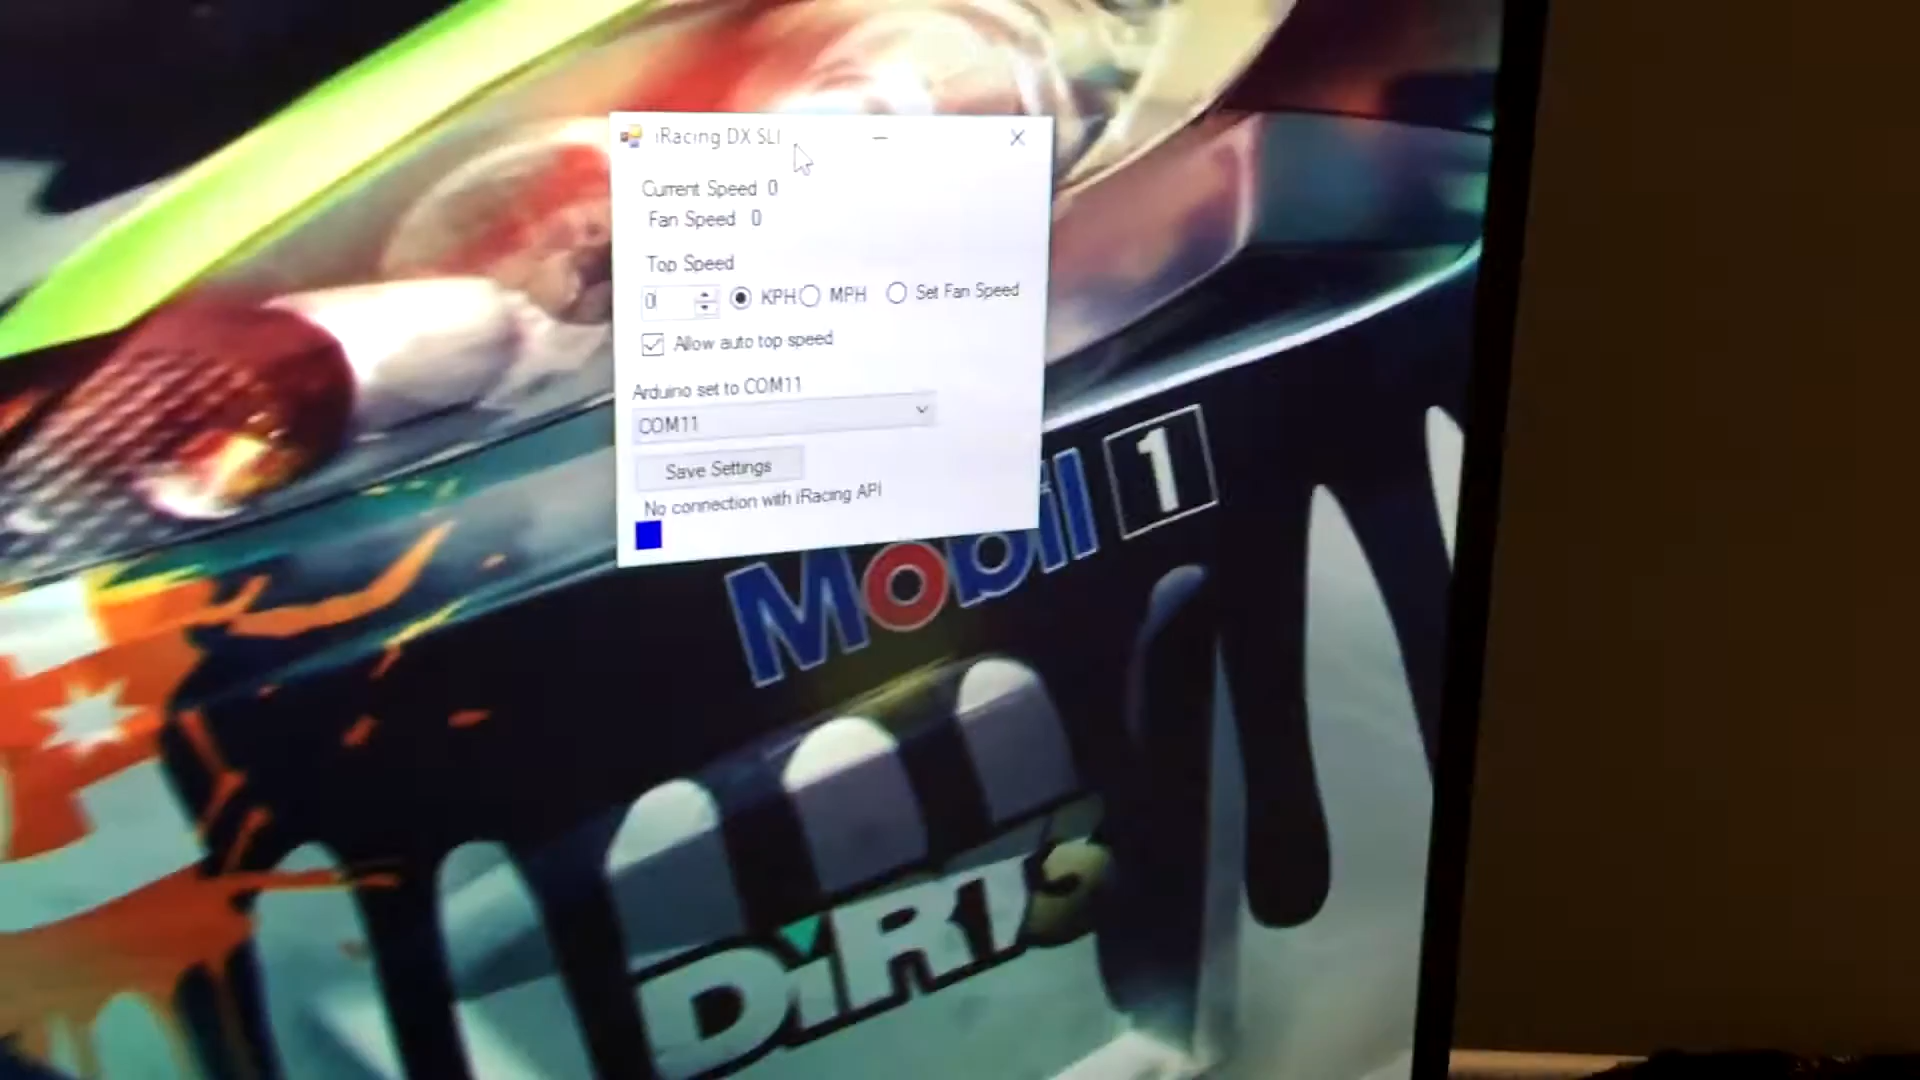 iRacing DX SLI
Current Speed 0
Fan Speed 0
Top Speed
0 KPH MPH Set Fan Speed
Allow auto top speed
Arduino set to COM11
COM11
Save Settings
No connection with iRacing API
Mobil 1
DiRT3